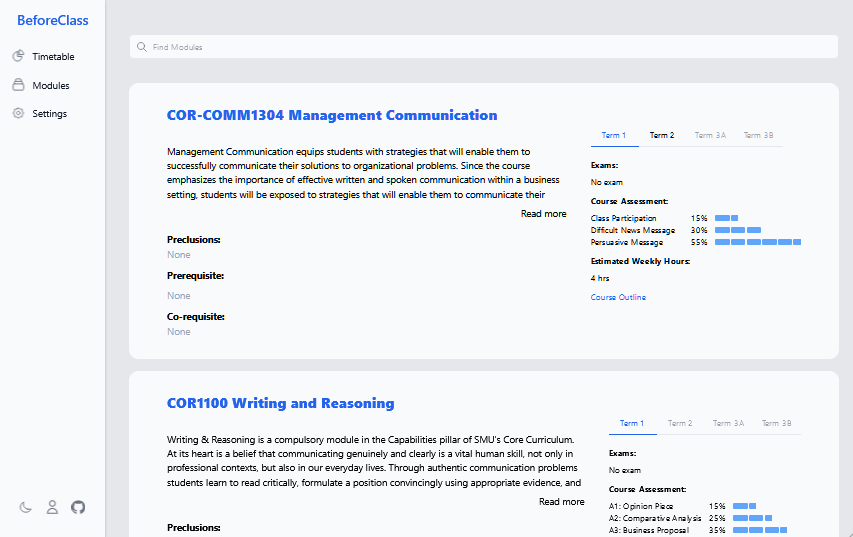 BeforeClass
Timetable
Modules
Settings
Find Modules
COR-COMM1304 Management Communication
Management Communication equips students with strategies that will enable them to
successfully communicate their solutions to organizational problems. Since the course
emphasizes the importance of effective written and spoken communication within a business
setting, students will be exposed to strategies that will enable them to communicate their
Read more
Preclusions:
None
Prerequisite:
None
Co-requisite:
None
Term 1 Term 2 Term 3A Term 3B
Exams:
No exam
Course Assessment:
Class Participation 15%
Difficult News Message 30%
Persuasive Message 55%
Estimated Weekly Hours:
4 hrs
Course Outline
COR1100 Writing and Reasoning
Writing & Reasoning is a compulsory module in the Capabilities pillar of SMU's Core Curriculum.
At its heart is a belief that communicating genuinely and clearly is a vital human skill, not only in
professional contexts, but also in our everyday lives. Through authentic communication problems
students learn to read critically, formulate a position convincingly using appropriate evidence, and
Read more
Preclusions:
Term 1 Term 2 Term 3A Term 3B
Exams:
No exam
Course Assessment:
A1: Opinion Piece 15%
A2: Comparative Analysis 25%
A3: Business Proposal 35%